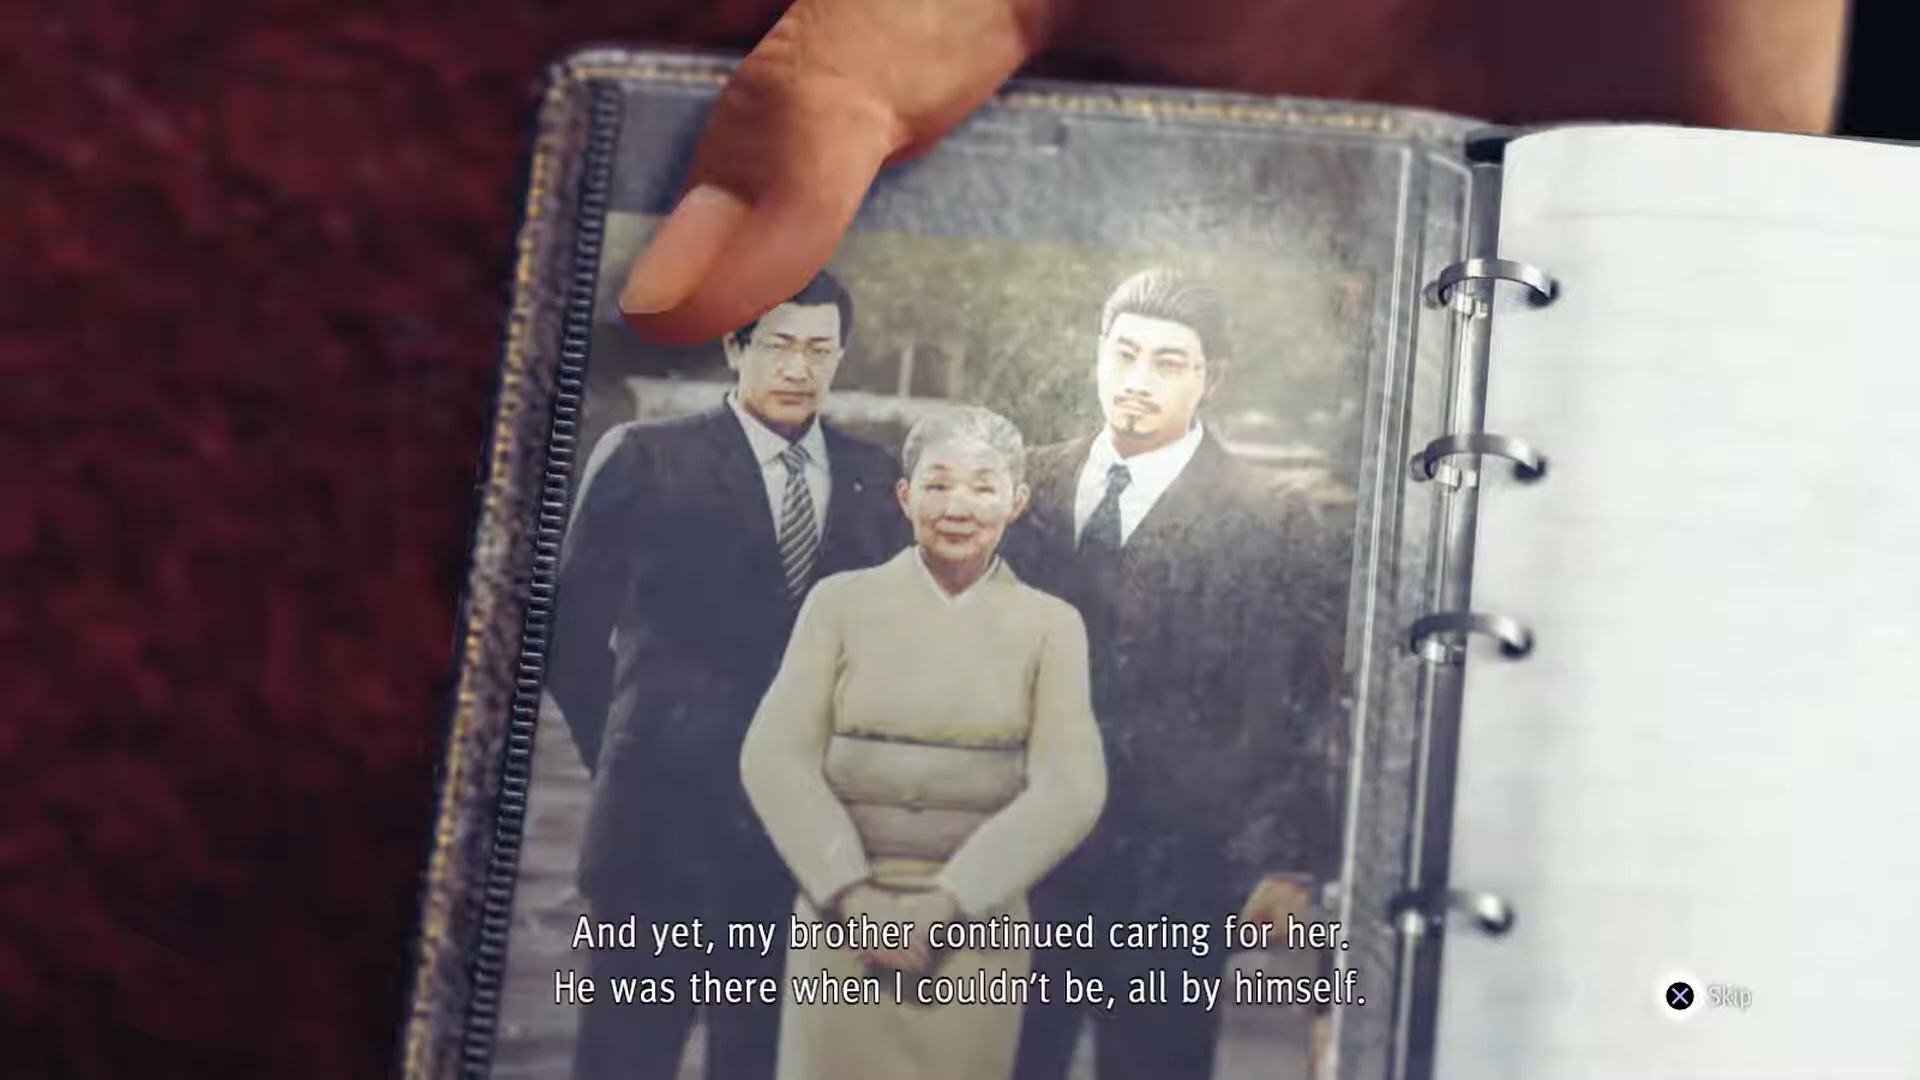 And yet, my brother continued caring for her.
He was there when I couldn't be, all by himself.
Skip